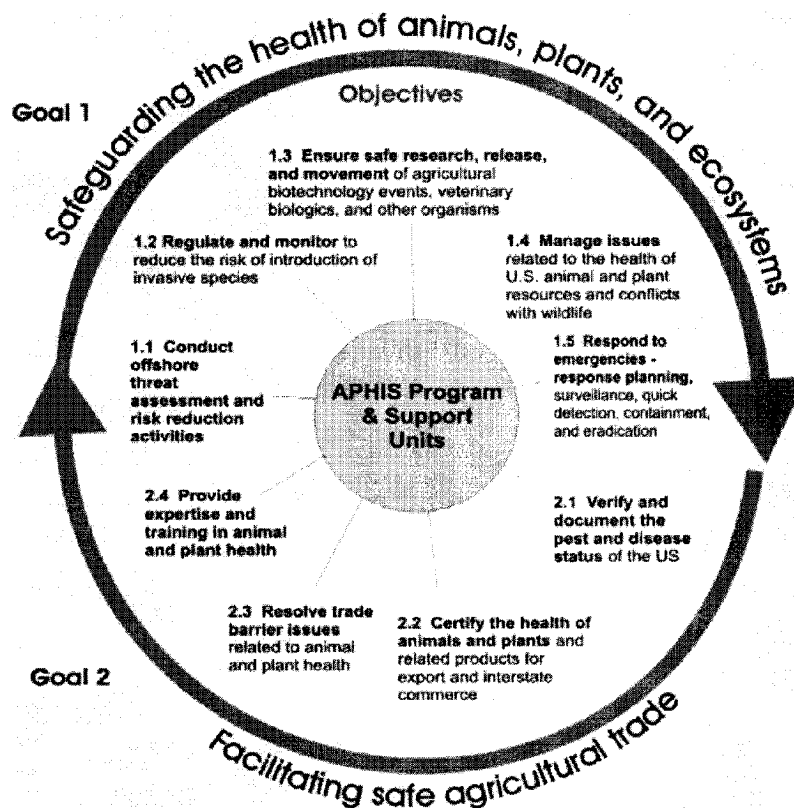 Safeguarding the health of animals, plants, and ecosystems
Goal 1
Objectives
1.3 Ensure safe research, release,
and movement of agricultural
biotechnology events, veterinary
biologics, and other organisms
1.2 Regulate and monitor to
reduce the risk of introduction of
invasive species
1.4 Manage issues
related to the health of
U.S. animal and plant
resources and conflicts
with wildlife
1.1 Conduct
offshore
threat
assessment and
risk reduction
activities
APHIS Program
& Support
Units
1.5 Respond to
emergencies -
response planning,
surveillance, quick
detection, containment,
and eradication
2.4 Provide
expertise and
training in animal
and plant health
2.1 Verify and
document the
pest and disease
status of the US
2.3 Resolve trade
barrier issues
related to animal
and plant health
2.2 Certify the health of
animals and plants and
related products for
export and interstate
commerce
Goal 2
Facilitating safe agricultural trade